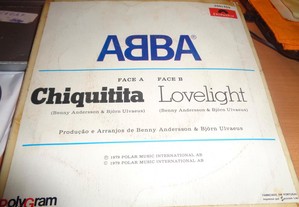 ABBA
FACE A FACE B
Chiquitita Lovelight
(Benny Andersson & Björn Ulvaeus) (Benny Andersson & Björn Ulvaeus)
Produção e Arranjos de Benny Andersson & Björn Ulvaeus
℗ 1979 POLAR MUSIC INTERNATIONAL AB
© 1979 POLAR MUSIC INTERNATIONAL AB
polyGram